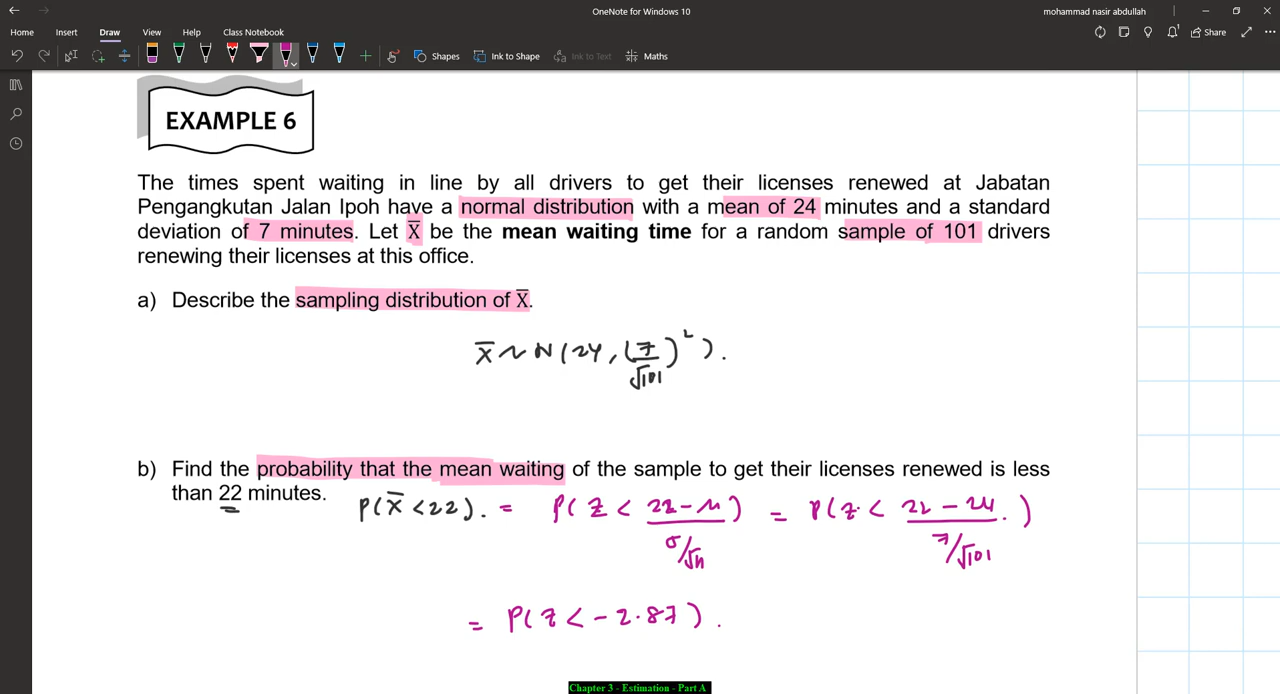 OneNote for Windows 10
mohammad nasir abdullah
Home Insert Draw View Help Class Notebook
Share
Shapes Ink to Shape Ink to Text Maths
EXAMPLE 6
The times spent waiting in line by all drivers to get their licenses renewed at Jabatan
Pengangkutan Jalan Ipoh have a normal distribution with a mean of 24 minutes and a standard
deviation of 7 minutes. Let X̅ be the mean waiting time for a random sample of 101 drivers
renewing their licenses at this office.
a) Describe the sampling distribution of X̅.
x̅ ~ N(24, (7/√101)²).
b) Find the probability that the mean waiting of the sample to get their licenses renewed is less
than 22 minutes.
P(x̅ < 22). = P(Z < (22 - μ)/(σ/√n)) = P(Z < (22 - 24)/(7/√101).)
= P(Z < -2.87).
Chapter 3 - Estimation - Part A